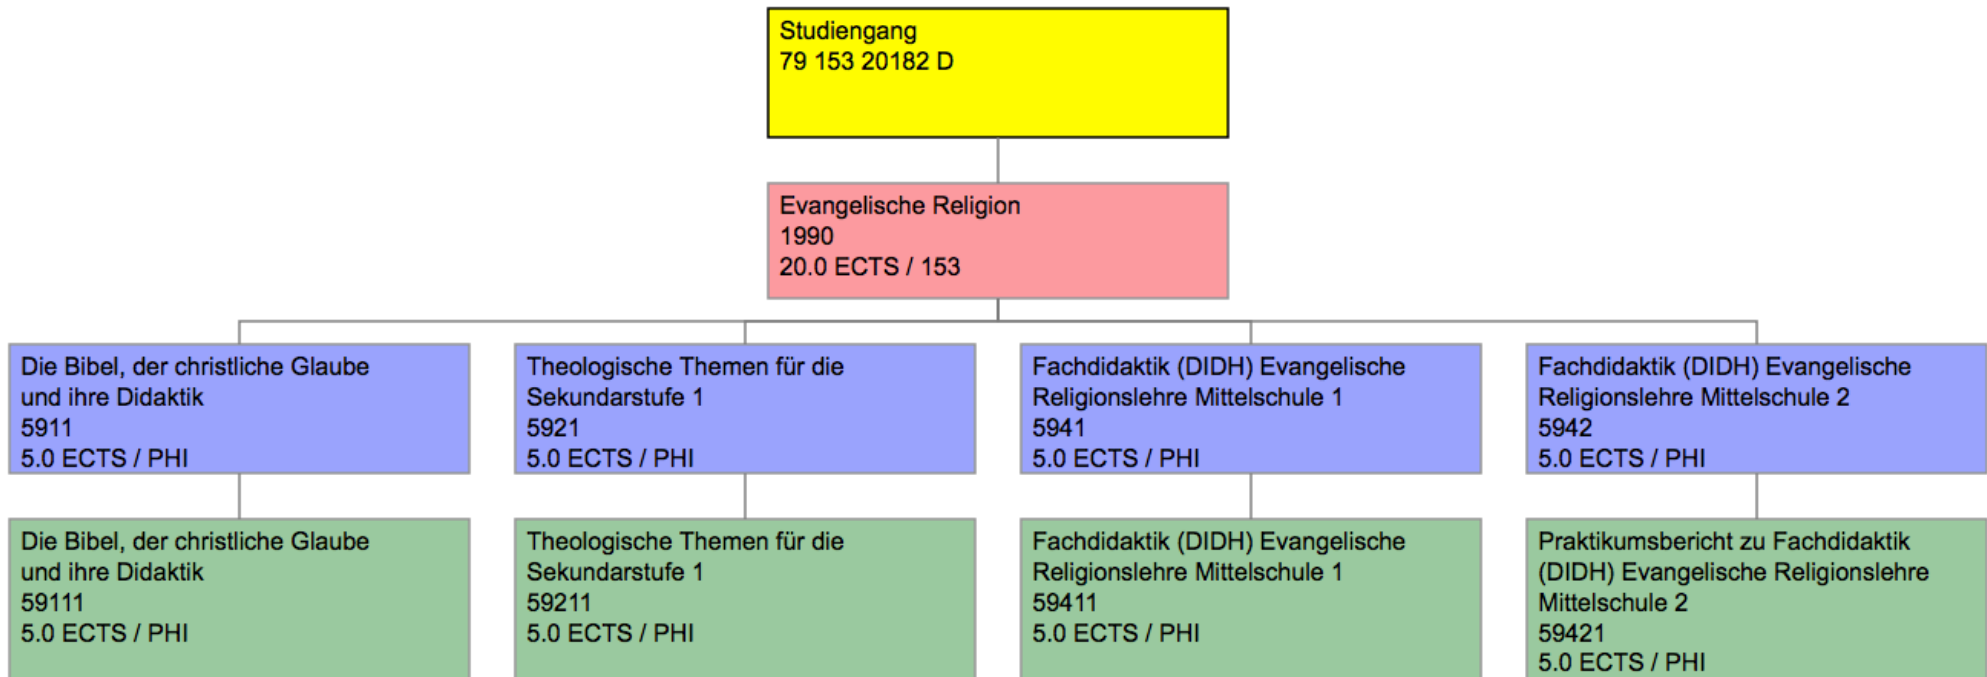 Studiengang
79 153 20182 D
Evangelische Religion
1990
20.0 ECTS / 153
Die Bibel, der christliche Glaube
und ihre Didaktik
5911
5.0 ECTS / PHI
Theologische Themen für die
Sekundarstufe 1
5921
5.0 ECTS / PHI
Fachdidaktik (DIDH) Evangelische
Religionslehre Mittelschule 1
5941
5.0 ECTS / PHI
Fachdidaktik (DIDH) Evangelische
Religionslehre Mittelschule 2
5942
5.0 ECTS / PHI
Die Bibel, der christliche Glaube
und ihre Didaktik
59111
5.0 ECTS / PHI
Theologische Themen für die
Sekundarstufe 1
59211
5.0 ECTS / PHI
Fachdidaktik (DIDH) Evangelische
Religionslehre Mittelschule 1
59411
5.0 ECTS / PHI
Praktikumsbericht zu Fachdidaktik
(DIDH) Evangelische Religionslehre
Mittelschule 2
59421
5.0 ECTS / PHI